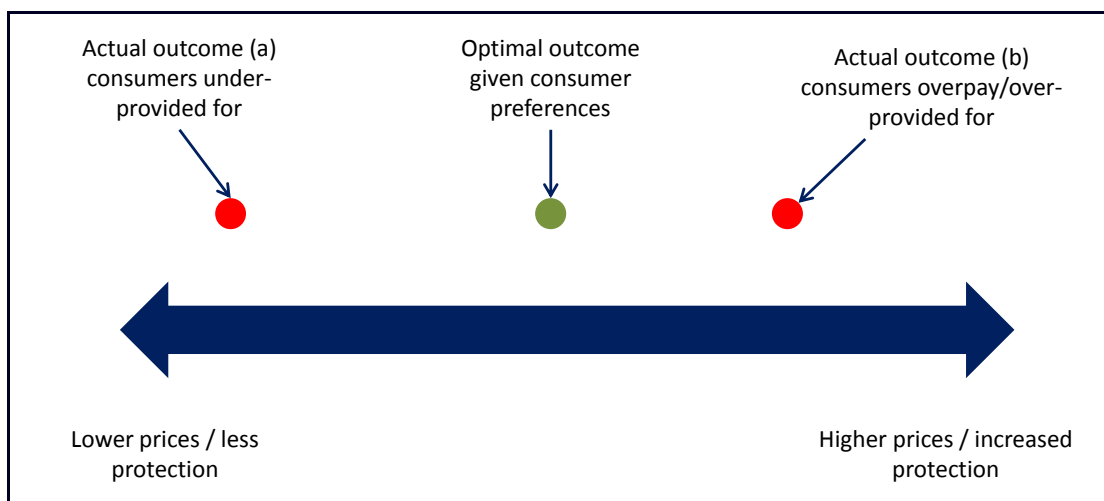 Actual outcome (a)
consumers under-
provided for
Optimal outcome
given consumer
preferences
Actual outcome (b)
consumers overpay/over-
provided for
Lower prices / less
protection
Higher prices / increased
protection